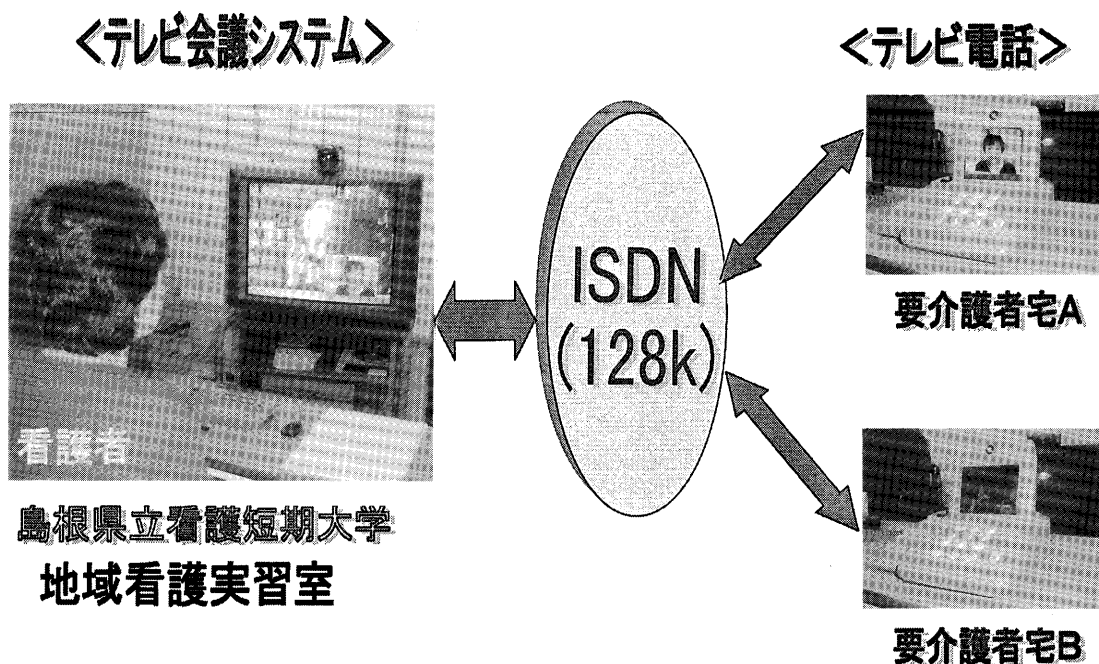 <テレビ会議システム>
<テレビ電話>
看護者
島根県立看護短期大学
地域看護実習室
ISDN
(128k)
要介護者宅A
要介護者宅B